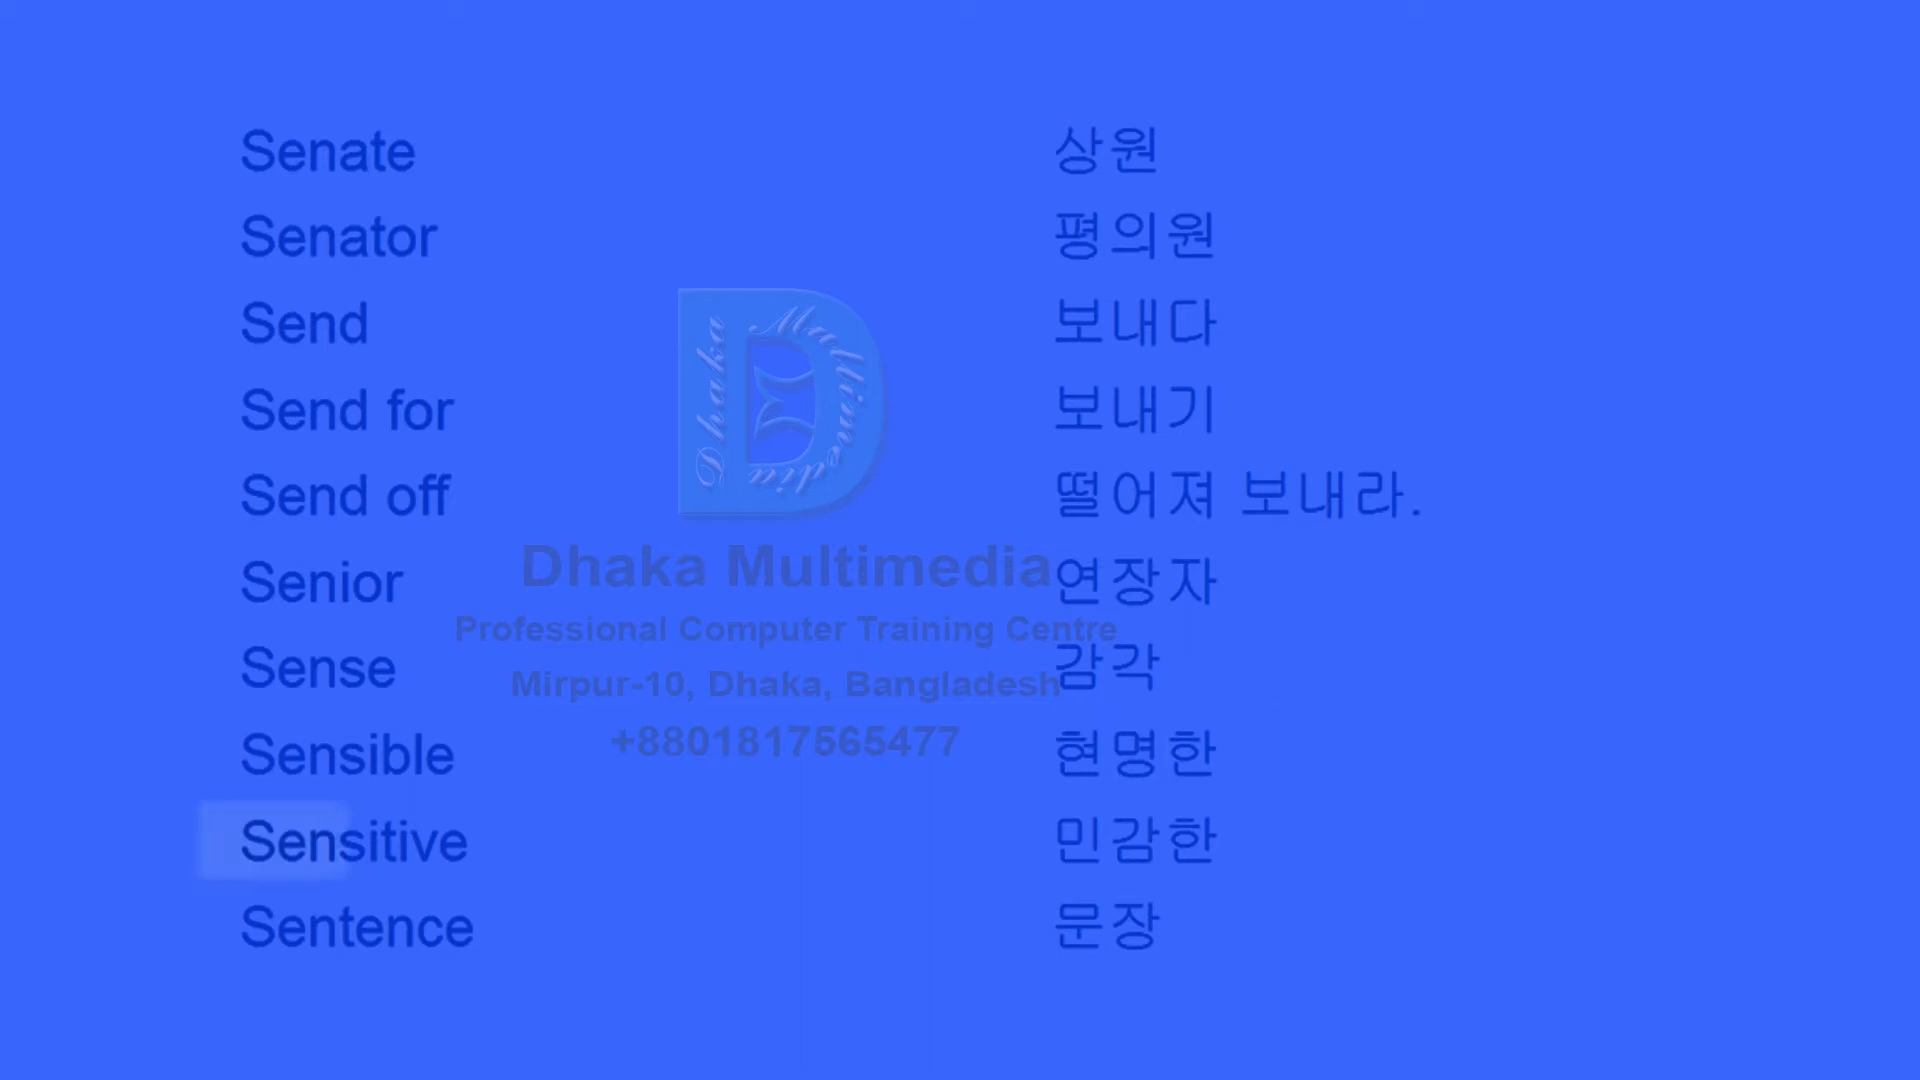 Senate 상원
Senator 평의원
Send 보내다
Send for 보내기
Send off 떨어져 보내라.
Senior 연장자
Sense 감각
Sensible 현명한
Sensitive 민감한
Sentence 문장
Dhaka Multimedia
Dhaka Multimedia
Professional Computer Training Centre
Mirpur-10, Dhaka, Bangladesh
+8801817565477